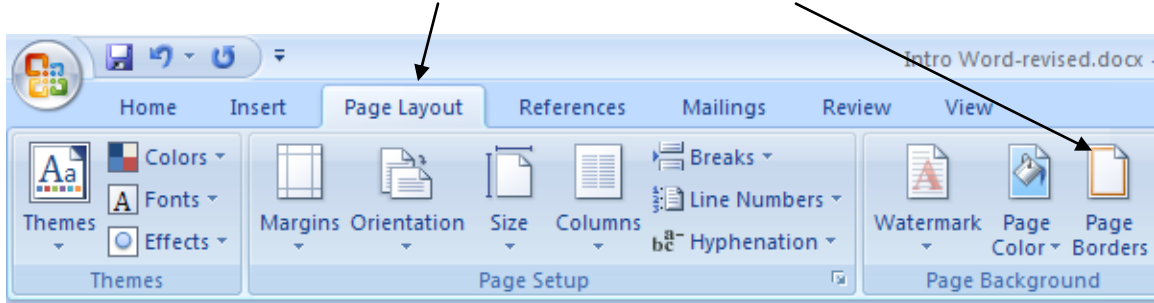 Intro Word-revised.docx -
Home Insert Page Layout References Mailings Review View
Aa Colors
A Fonts
Effects
Themes
Margins Orientation Size Columns
Breaks
Line Numbers
Hyphenation
A
Watermark Page Color Page Borders
Themes Page Setup Page Background